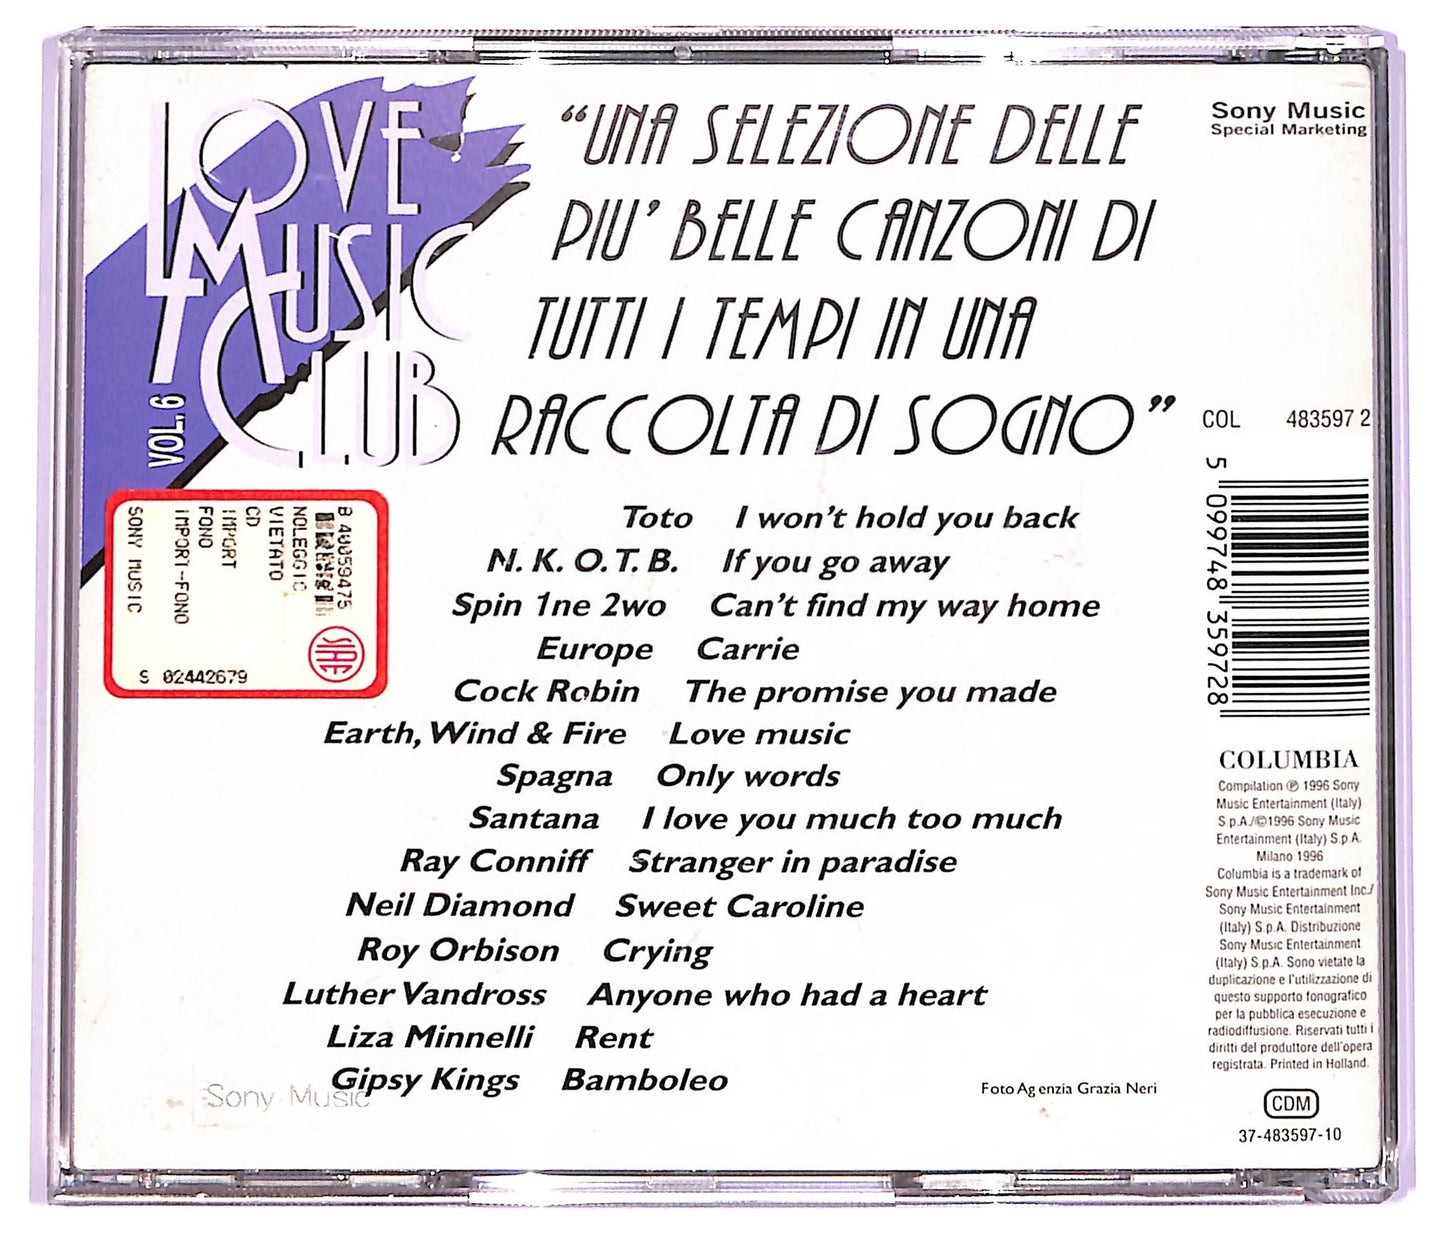 LOVE
MUSIC
CLUB
VOL. 6
“UNA SELEZIONE DELLE
PIU’ BELLE CANZONI DI
TUTTI I TEMPI IN UNA
RACCOLTA DI SOGNO”
Sony Music
Special Marketing
COL 483597 2
5 099748 359728
B 40059475
NOLEGGIO
VIETATO
CD
IMPORT
FONO
IMPORT-FONO
SONY MUSIC
SIAE
S 02442679
Toto I won’t hold you back
N. K. O. T. B. If you go away
Spin 1ne 2wo Can’t find my way home
Europe Carrie
Cock Robin The promise you made
Earth, Wind & Fire Love music
Spagna Only words
Santana I love you much too much
Ray Conniff Stranger in paradise
Neil Diamond Sweet Caroline
Roy Orbison Crying
Luther Vandross Anyone who had a heart
Liza Minnelli Rent
Gipsy Kings Bamboleo
Sony Music
Foto Agenzia Grazia Neri
COLUMBIA
Compilation ℗ 1996 Sony
Music Entertainment (Italy)
S.p.A./©1996 Sony Music
Entertainment (Italy) S.p.A.
Milano 1996
Columbia is a trademark of
Sony Music Entertainment Inc./
Sony Music Entertainment
(Italy) S.p.A. Distribuzione
Sony Music Entertainment
(Italy) S.p.A. Sono vietate la
duplicazione e l'utilizzazione di
questo supporto fonografico
per la pubblica esecuzione e
radiodiffusione. Riservati tutti i
diritti del produttore dell'opera
registrata. Printed in Holland.
CDM
37-483597-10